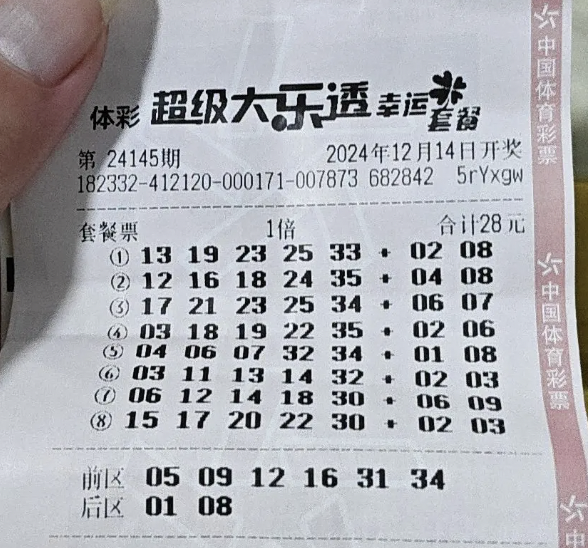 体彩 超级大乐透 幸运套餐
第 24145期 2024年12月14日开奖
182332-412120-000171-007873 682842 5rYxgw
套餐票 1倍 合计28元
① 13 19 23 25 33 + 02 08
② 12 16 18 24 35 + 04 08
③ 17 21 23 25 34 + 06 07
④ 03 18 19 22 35 + 02 06
⑤ 04 06 07 32 34 + 01 08
⑥ 03 11 13 14 32 + 02 03
⑦ 06 12 14 18 30 + 06 09
⑧ 15 17 20 22 30 + 02 03
前区 05 09 12 16 31 34
后区 01 08
中国体育彩票
中国体育彩票
中